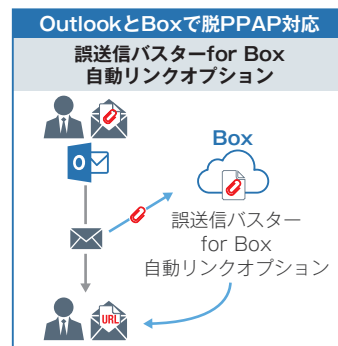 OutlookとBoxで脱PPAP対応
誤送信バスターfor Box
自動リンクオプション
o
Box
誤送信バスター
for Box
自動リンクオプション
URL